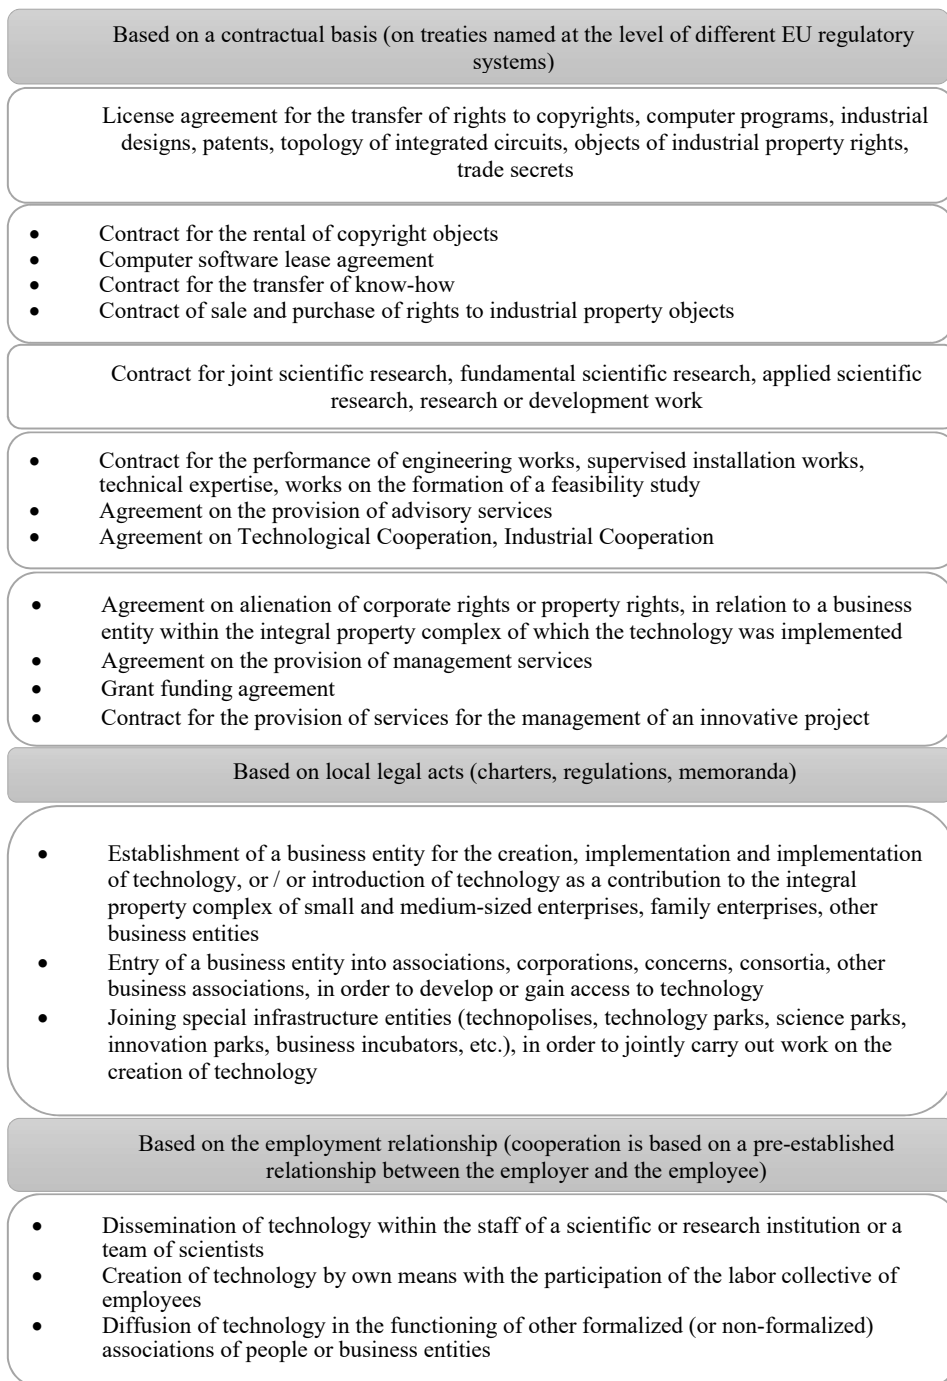 Based on a contractual basis (on treaties named at the level of different EU regulatory
systems)
License agreement for the transfer of rights to copyrights, computer programs, industrial
designs, patents, topology of integrated circuits, objects of industrial property rights,
trade secrets
• Contract for the rental of copyright objects
• Computer software lease agreement
• Contract for the transfer of know-how
• Contract of sale and purchase of rights to industrial property objects
Contract for joint scientific research, fundamental scientific research, applied scientific
research, research or development work
• Contract for the performance of engineering works, supervised installation works,
technical expertise, works on the formation of a feasibility study
• Agreement on the provision of advisory services
• Agreement on Technological Cooperation, Industrial Cooperation
• Agreement on alienation of corporate rights or property rights, in relation to a business
entity within the integral property complex of which the technology was implemented
• Agreement on the provision of management services
• Grant funding agreement
• Contract for the provision of services for the management of an innovative project
Based on local legal acts (charters, regulations, memoranda)
• Establishment of a business entity for the creation, implementation and implementation
of technology, or / or introduction of technology as a contribution to the integral
property complex of small and medium-sized enterprises, family enterprises, other
business entities
• Entry of a business entity into associations, corporations, concerns, consortia, other
business associations, in order to develop or gain access to technology
• Joining special infrastructure entities (technopolises, technology parks, science parks,
innovation parks, business incubators, etc.), in order to jointly carry out work on the
creation of technology
Based on the employment relationship (cooperation is based on a pre-established
relationship between the employer and the employee)
• Dissemination of technology within the staff of a scientific or research institution or a
team of scientists
• Creation of technology by own means with the participation of the labor collective of
employees
• Diffusion of technology in the functioning of other formalized (or non-formalized)
associations of people or business entities